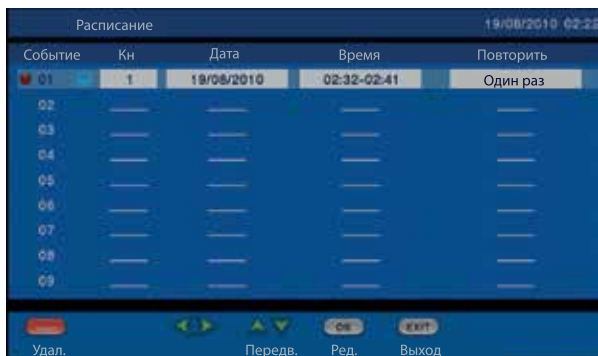 Расписание 19/08/2010 02:22
Событие Кн Дата Время Повторить
01 1 19/08/2010 02:32-02:41 Один раз
02
03
04
05
06
07
08
09
OK EXIT
Удал. Передв. Ред. Выход